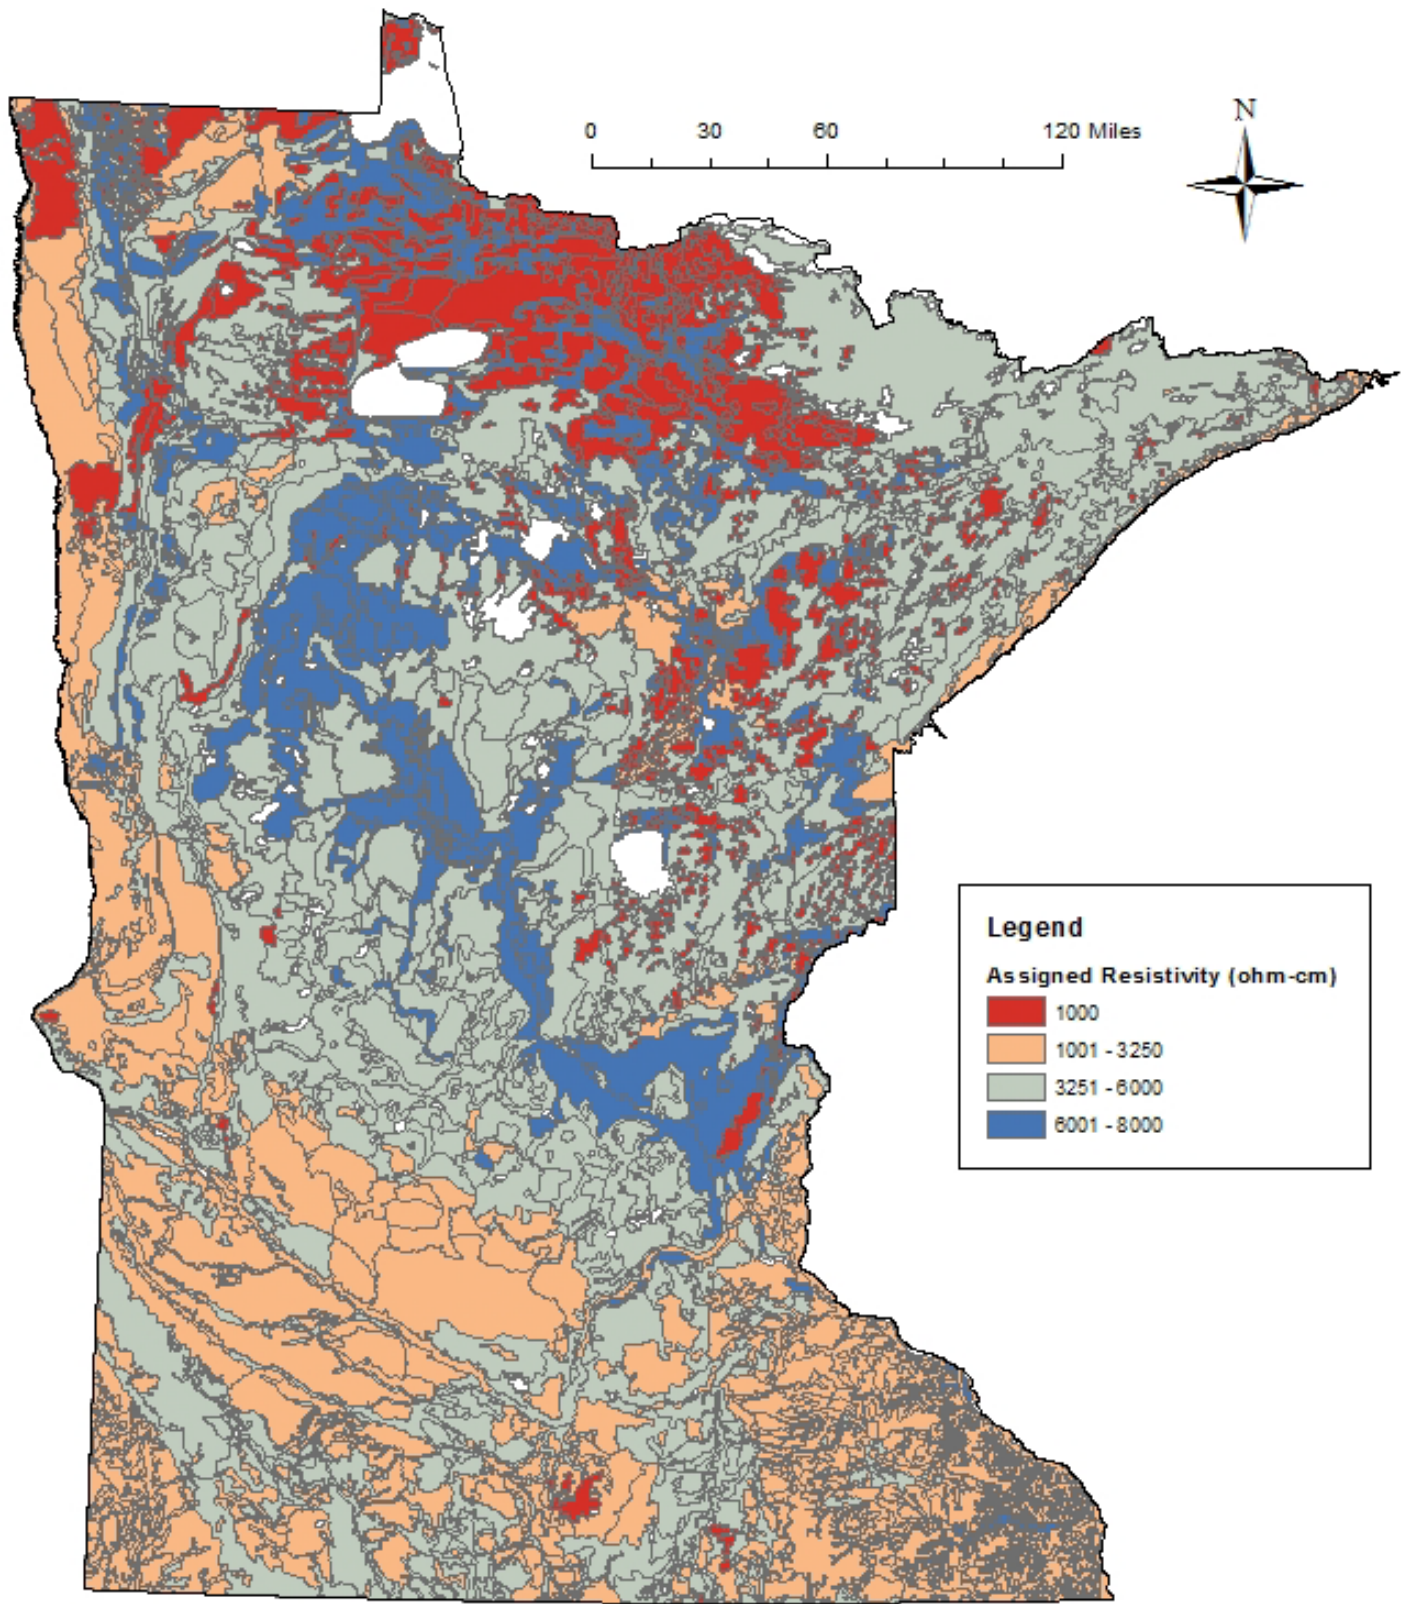 N
0 30 60 120 Miles
Legend
Assigned Resistivity (ohm-cm)
1000
1001 - 3250
3251 - 6000
6001 - 8000